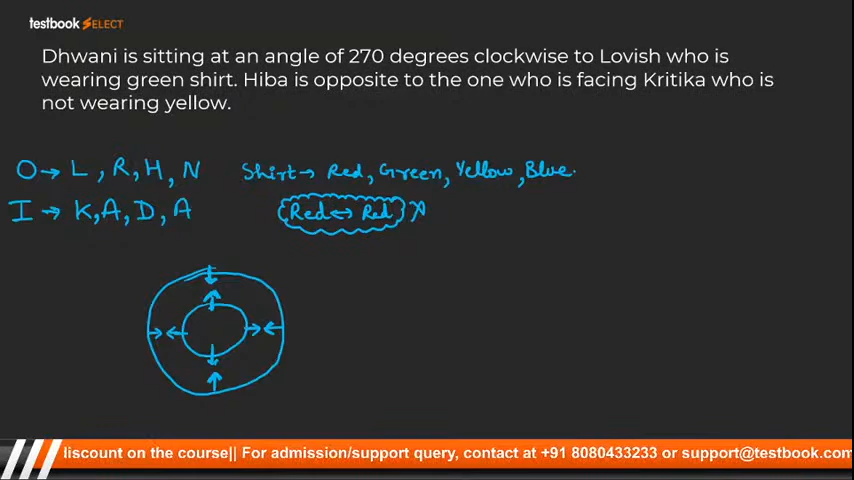 testbook SELECT
Dhwani is sitting at an angle of 270 degrees clockwise to Lovish who is
wearing green shirt. Hiba is opposite to the one who is facing Kritika who is
not wearing yellow.
O → L, R, H, N Shirt → Red, Green, Yellow, Blue.
I → K, A, D, A (Red ↔ Red) X
liscount on the course|| For admission/support query, contact at +91 8080433233 or support@testbook.com